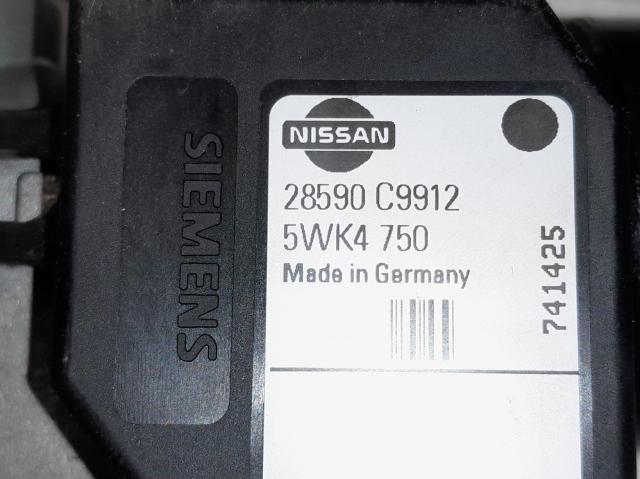 SIEMENS
NISSAN
28590 C9912
5WK4 750
Made in Germany
741425